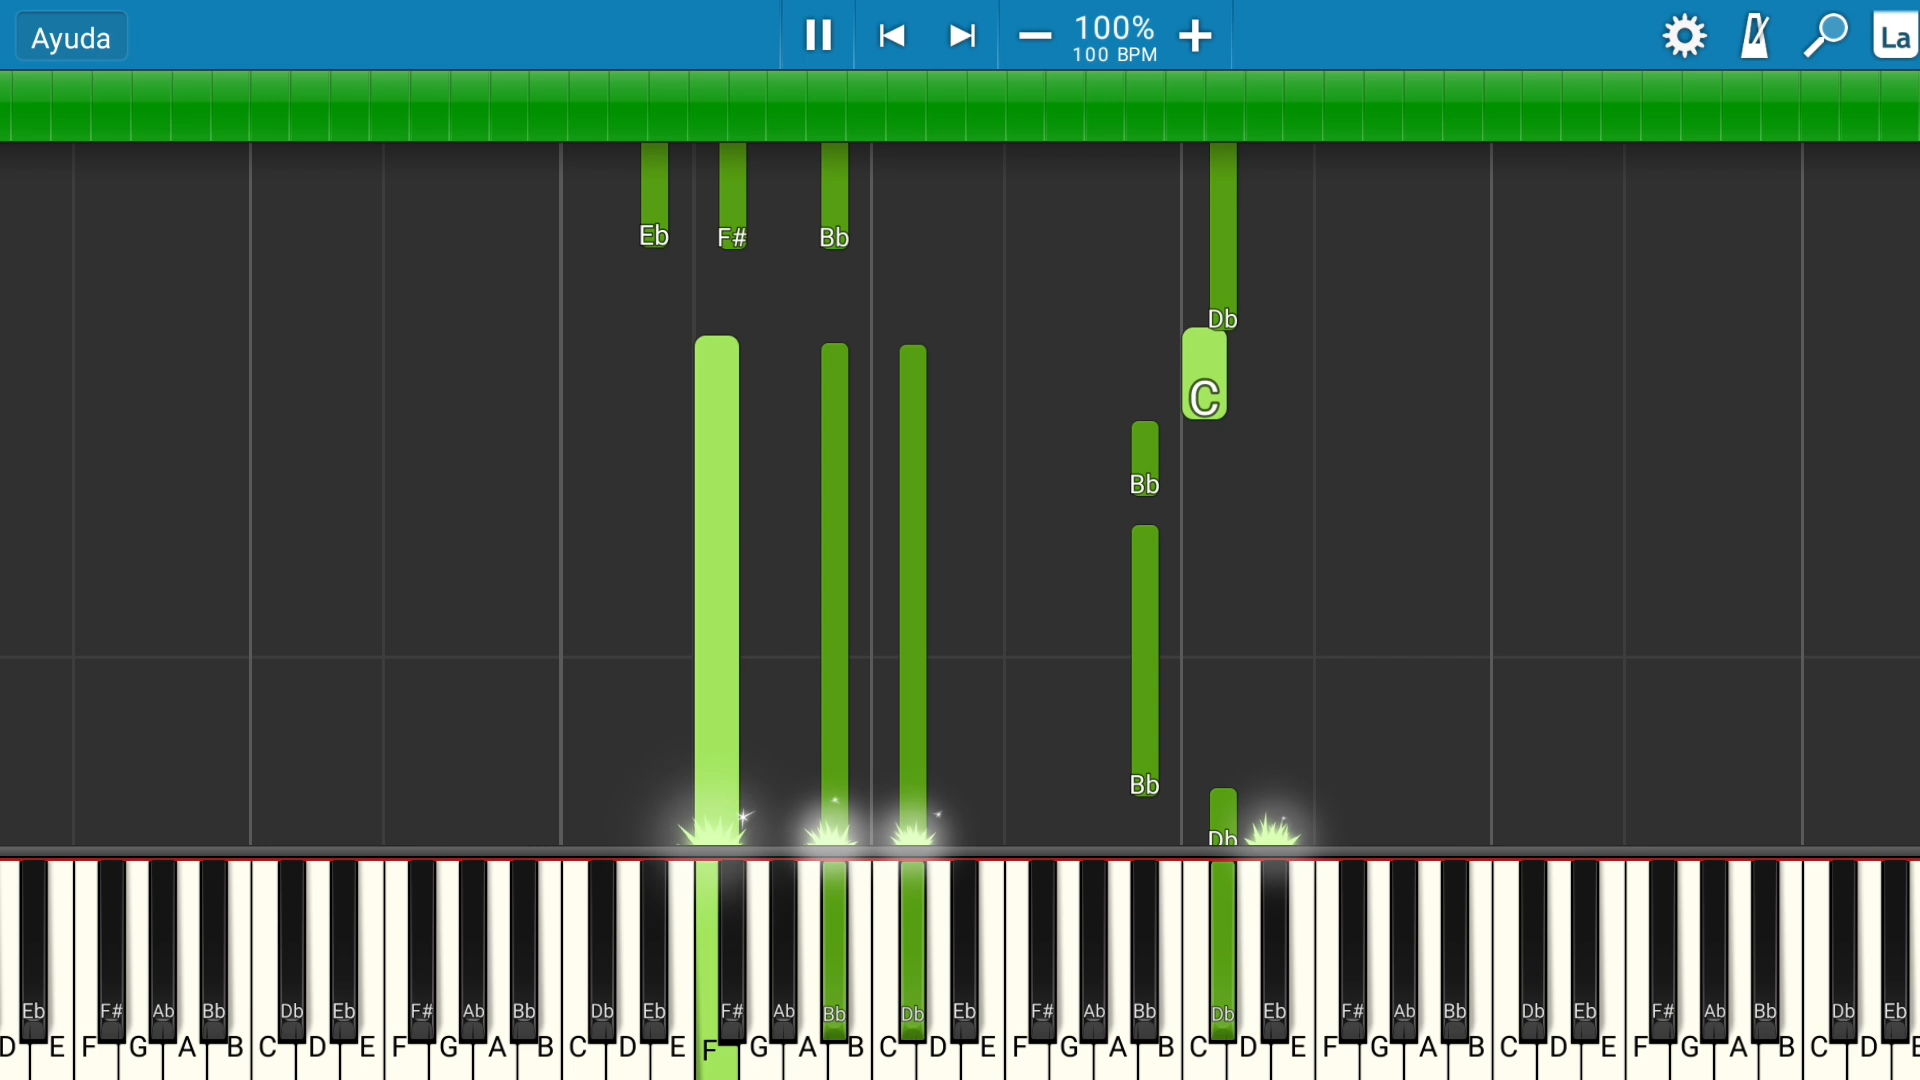 Ayuda
100%
100 BPM
La
Eb F# Bb
Db
C
Bb
Bb
Db
Eb F# Ab Bb Db Eb F# Ab Bb Db Eb F# Ab Bb Db Eb F# Ab Bb Db Eb F# Ab Bb Db Eb F# Ab Bb Db Eb
D E F G A B C D E F G A B C D E F G A B C D E F G A B C D E F G A B C D E F G A B C D E